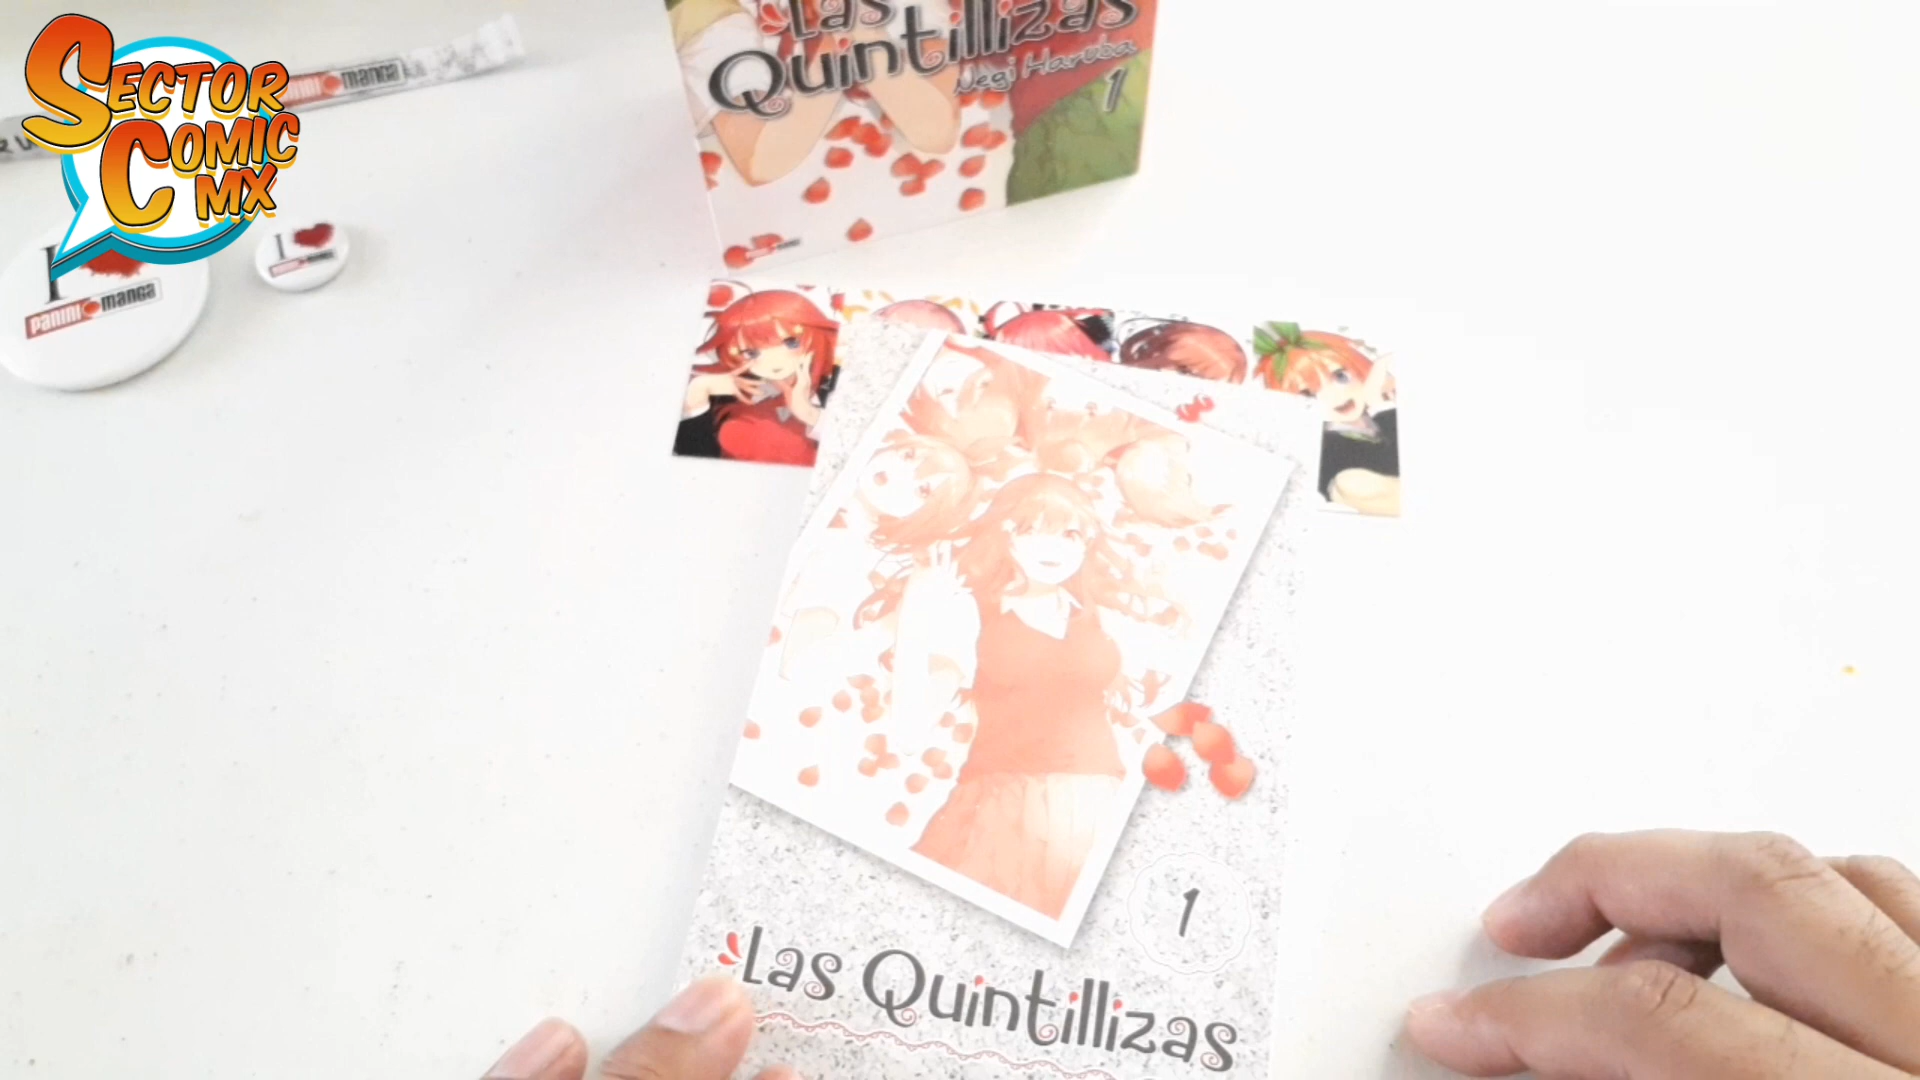 SECTOR
COMIC
MX
PANINI manga
I
PANINI manga
I
Las
Quintillizas
Negi Haruba
1
1
Las Quintillizas